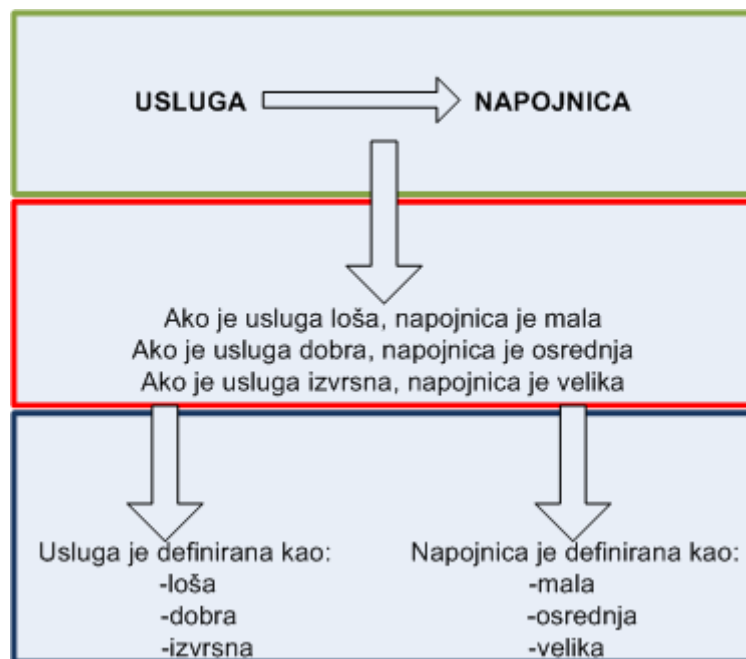 USLUGA NAPOJNICA
Ako je usluga loša, napojnica je mala
Ako je usluga dobra, napojnica je osrednja
Ako je usluga izvrsna, napojnica je velika
Usluga je definirana kao:
-loša
-dobra
-izvrsna
Napojnica je definirana kao:
-mala
-osrednja
-velika